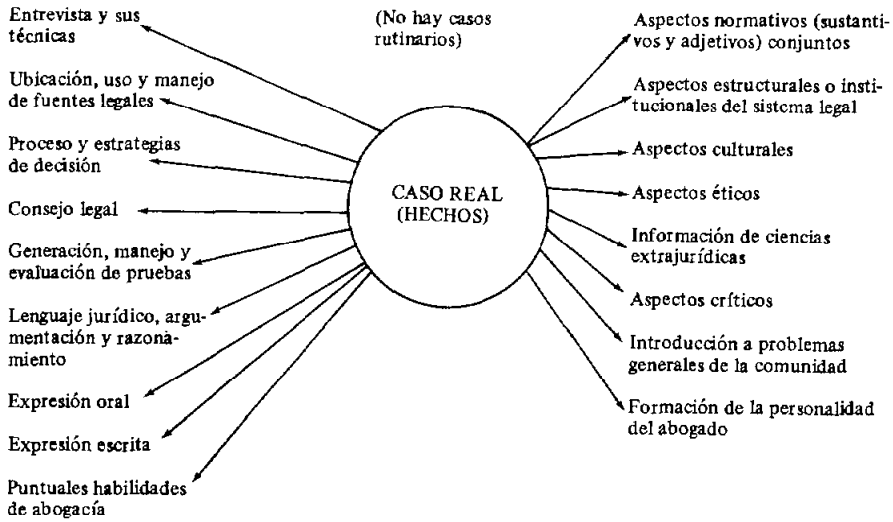 Entrevista y sus
técnicas
Ubicación, uso y manejo
de fuentes legales
Proceso y estrategias
de decisión
Consejo legal
Generación, manejo y
evaluación de pruebas
Lenguaje jurídico, argu-
mentación y razona-
miento
Expresión oral
Expresión escrita
Puntuales habilidades
de abogacía
(No hay casos
rutinarios)
CASO REAL
(HECHOS)
Aspectos normativos (sustanti-
vos y adjetivos) conjuntos
Aspectos estructurales o insti-
tucionales del sistema legal
Aspectos culturales
Aspectos éticos
Información de ciencias
extrajurídicas
Aspectos críticos
Introducción a problemas
generales de la comunidad
Formación de la personalidad
del abogado